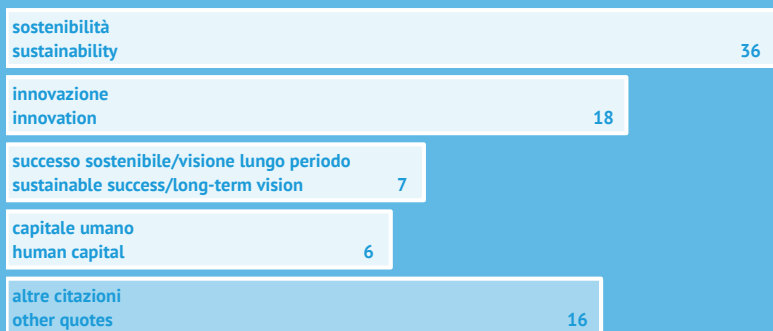 sostenibilità
sustainability 36
innovazione
innovation 18
successo sostenibile/visione lungo periodo
sustainable success/long-term vision 7
capitale umano
human capital 6
altre citazioni
other quotes 16